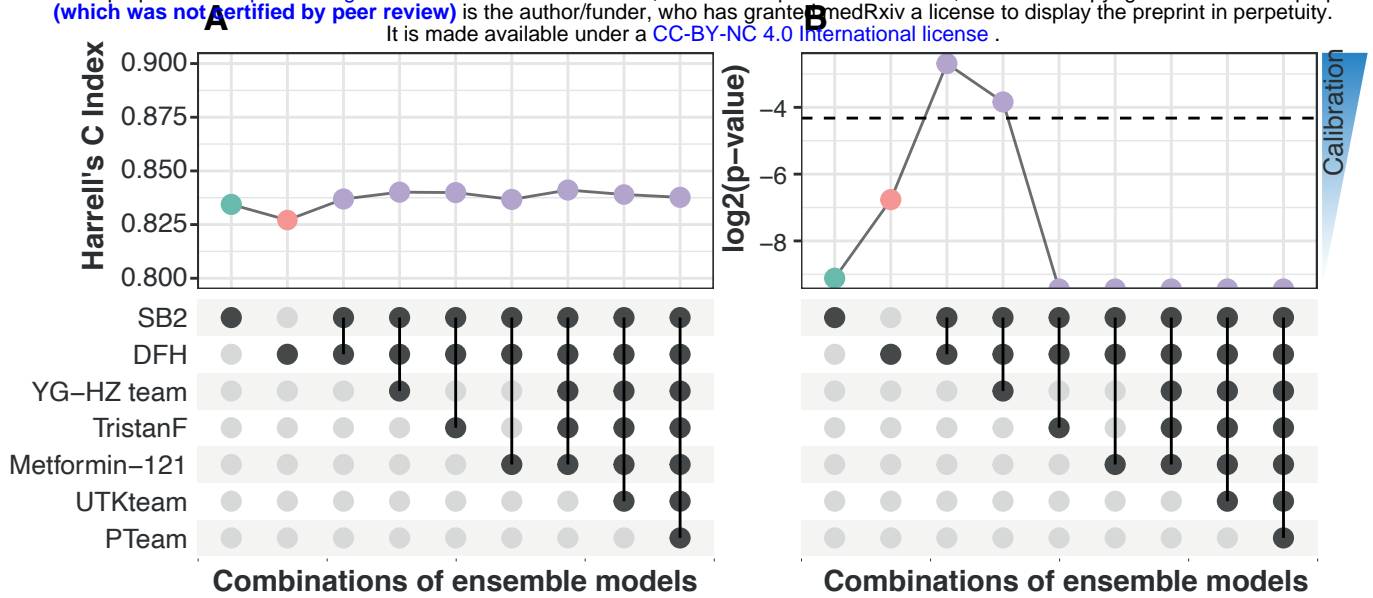 (which was not certified by peer review) is the author/funder, who has granted medRxiv a license to display the preprint in perpetuity.
It is made available under a CC-BY-NC 4.0 International license .
A
B
Harrell's C Index
0.900
0.875
0.850
0.825
0.800
log2(p−value)
−4
−6
−8
Calibration
SB2
DFH
YG−HZ team
TristanF
Metformin−121
UTKteam
PTeam
Combinations of ensemble models
Combinations of ensemble models